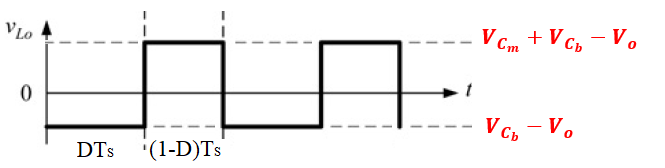 v_Lo
V_Cm + V_Cb − V_o
0
t
V_Cb − V_o
DTs (1-D)Ts